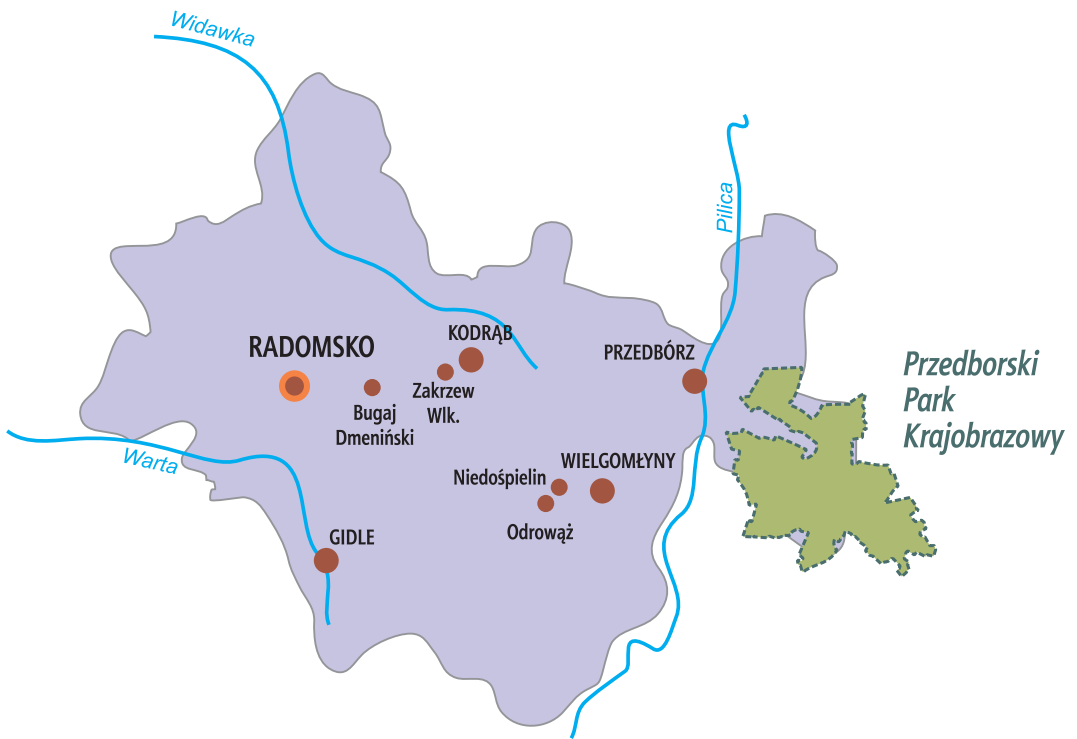 Widawka
Pilica
KODRĄB
RADOMSKO
PRZEDBÓRZ
Przedborski
Park
Krajobrazowy
Zakrzew
Wlk.
Bugaj
Dmeniński
Warta
WIELGOMŁYNY
Niedośpielin
Odrowąż
GIDLE